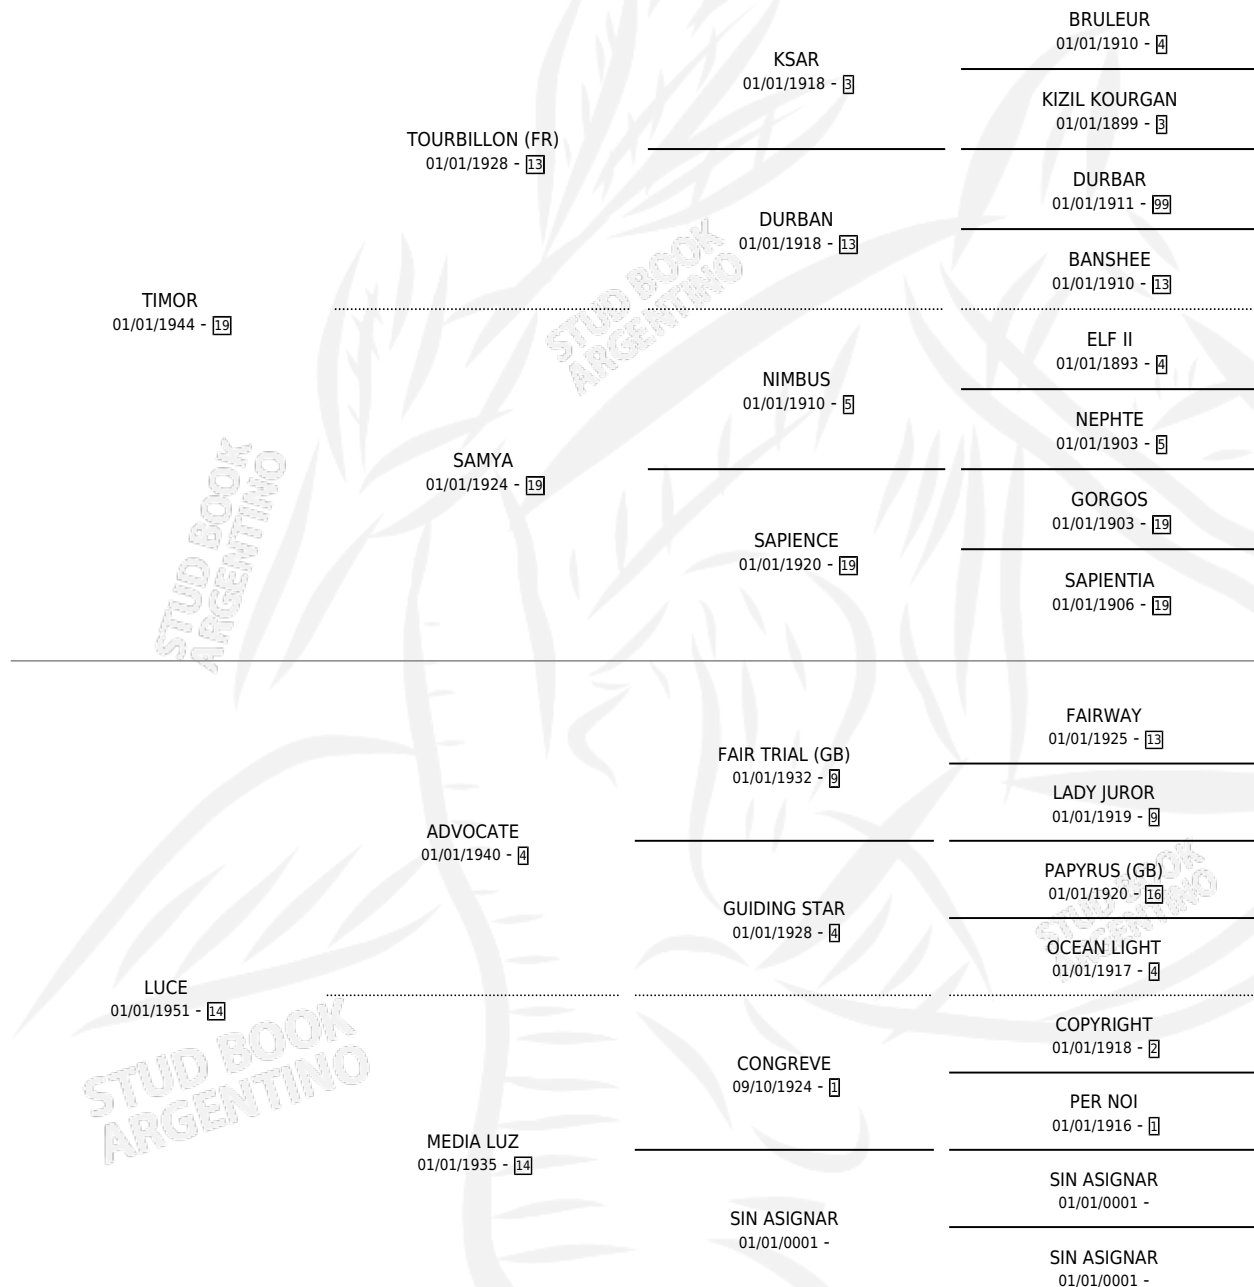 BRULEUR
01/01/1910 - 4
KSAR
01/01/1918 - 3
KIZIL KOURGAN
01/01/1899 - 3
TOURBILLON (FR)
01/01/1928 - 13
DURBAR
01/01/1911 - 99
DURBAN
01/01/1918 - 13
BANSHEE
01/01/1910 - 13
TIMOR
01/01/1944 - 19
ELF II
01/01/1893 - 4
NIMBUS
01/01/1910 - 5
NEPHTE
01/01/1903 - 5
SAMYA
01/01/1924 - 19
GORGOS
01/01/1903 - 19
SAPIENCE
01/01/1920 - 19
SAPIENTIA
01/01/1906 - 19
FAIRWAY
01/01/1925 - 13
FAIR TRIAL (GB)
01/01/1932 - 9
LADY JUROR
01/01/1919 - 9
ADVOCATE
01/01/1940 - 4
PAPYRUS (GB)
01/01/1920 - 16
GUIDING STAR
01/01/1928 - 4
OCEAN LIGHT
01/01/1917 - 4
LUCE
01/01/1951 - 14
COPYRIGHT
01/01/1918 - 2
CONGREVE
09/10/1924 - 1
PER NOI
01/01/1916 - 1
MEDIA LUZ
01/01/1935 - 14
SIN ASIGNAR
01/01/0001 -
SIN ASIGNAR
01/01/0001 -
SIN ASIGNAR
01/01/0001 -
STUD BOOK
ARGENTINO
STUD BOOK
ARGENTINO
STUD BOOK
ARGENTINO
STUD BOOK
ARGENTINO